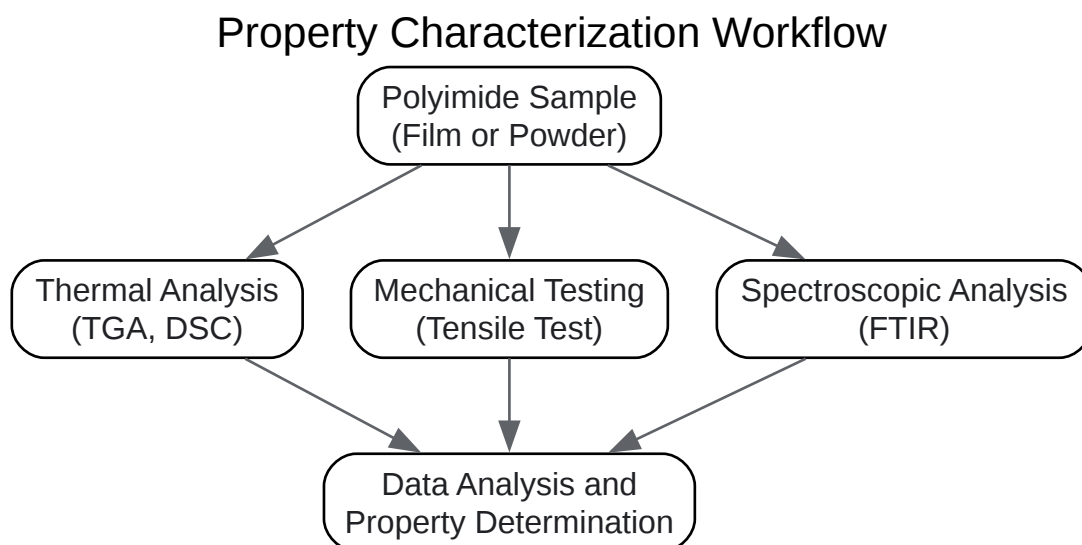 Property Characterization Workflow
Polyimide Sample
(Film or Powder)
Thermal Analysis
(TGA, DSC)
Mechanical Testing
(Tensile Test)
Spectroscopic Analysis
(FTIR)
Data Analysis and
Property Determination